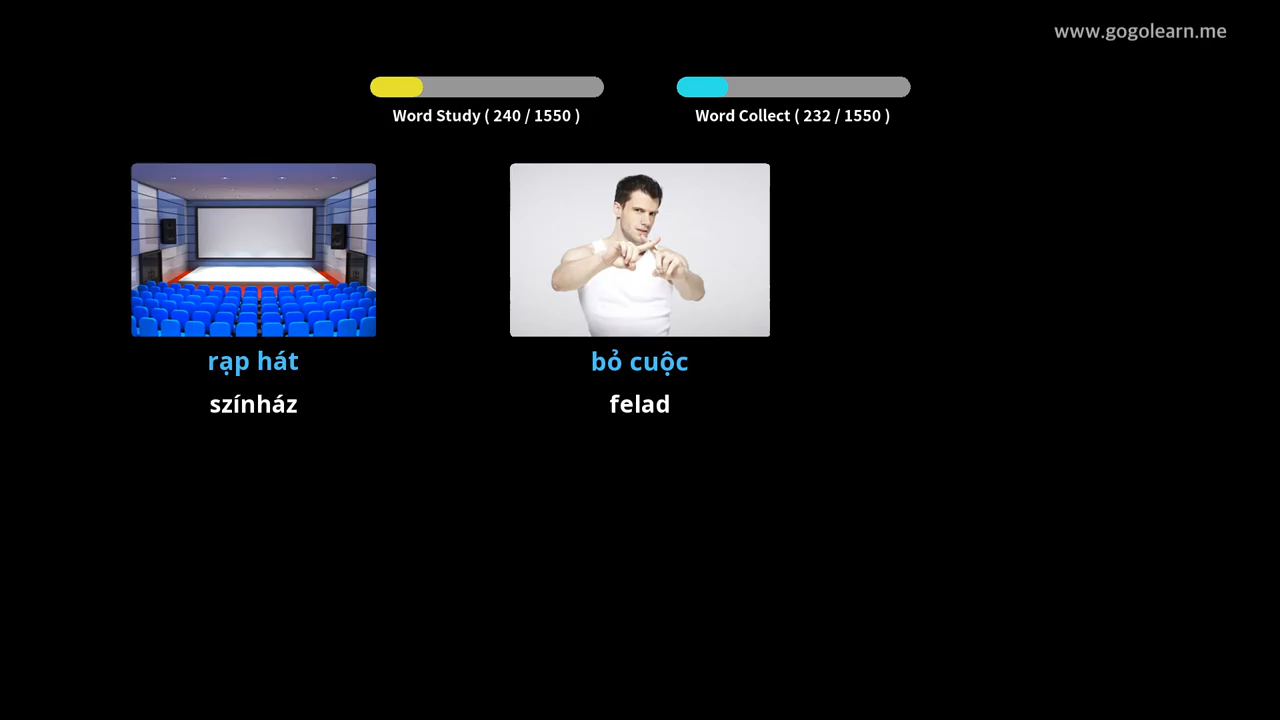 www.gogolearn.me
Word Study ( 240 / 1550 )
Word Collect ( 232 / 1550 )
rạp hát
bỏ cuộc
színház
felad